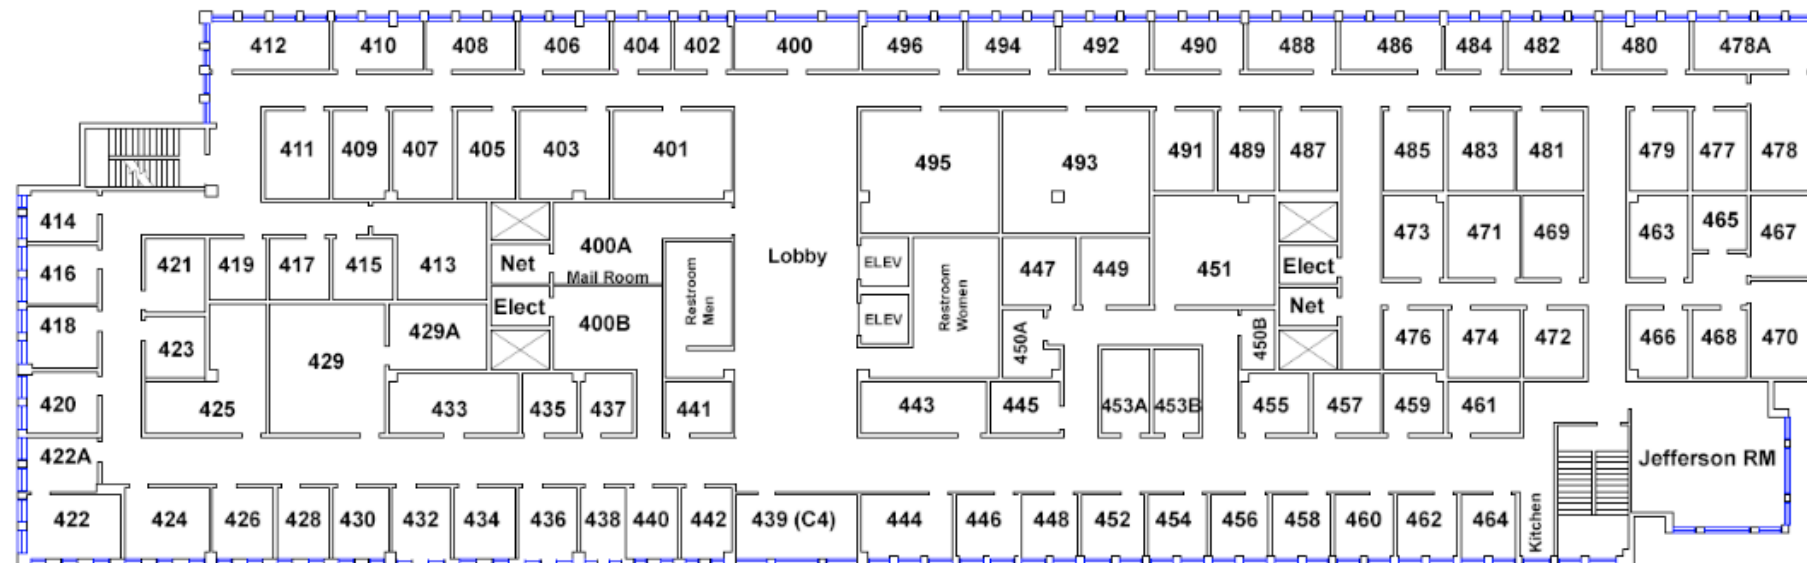 412 410 408 406 404 402 400 496 494 492 490 488 486 484 482 480 478A
411 409 407 405 403 401 495 493 491 489 487 485 483 481 479 477 478
414 400A 473 471 469 463 465 467
416 421 419 417 415 413 Net Mail Room Lobby ELEV 447 449 451 Elect
418 Elect 400B Restroom Men ELEV Restroom Women Net
423 429 429A 450A 450B 476 474 472 466 468 470
420 425 433 435 437 441 443 445 453A 453B 455 457 459 461
422A Jefferson RM
422 424 426 428 430 432 434 436 438 440 442 439 (C4) 444 446 448 452 454 456 458 460 462 464 Kitchen